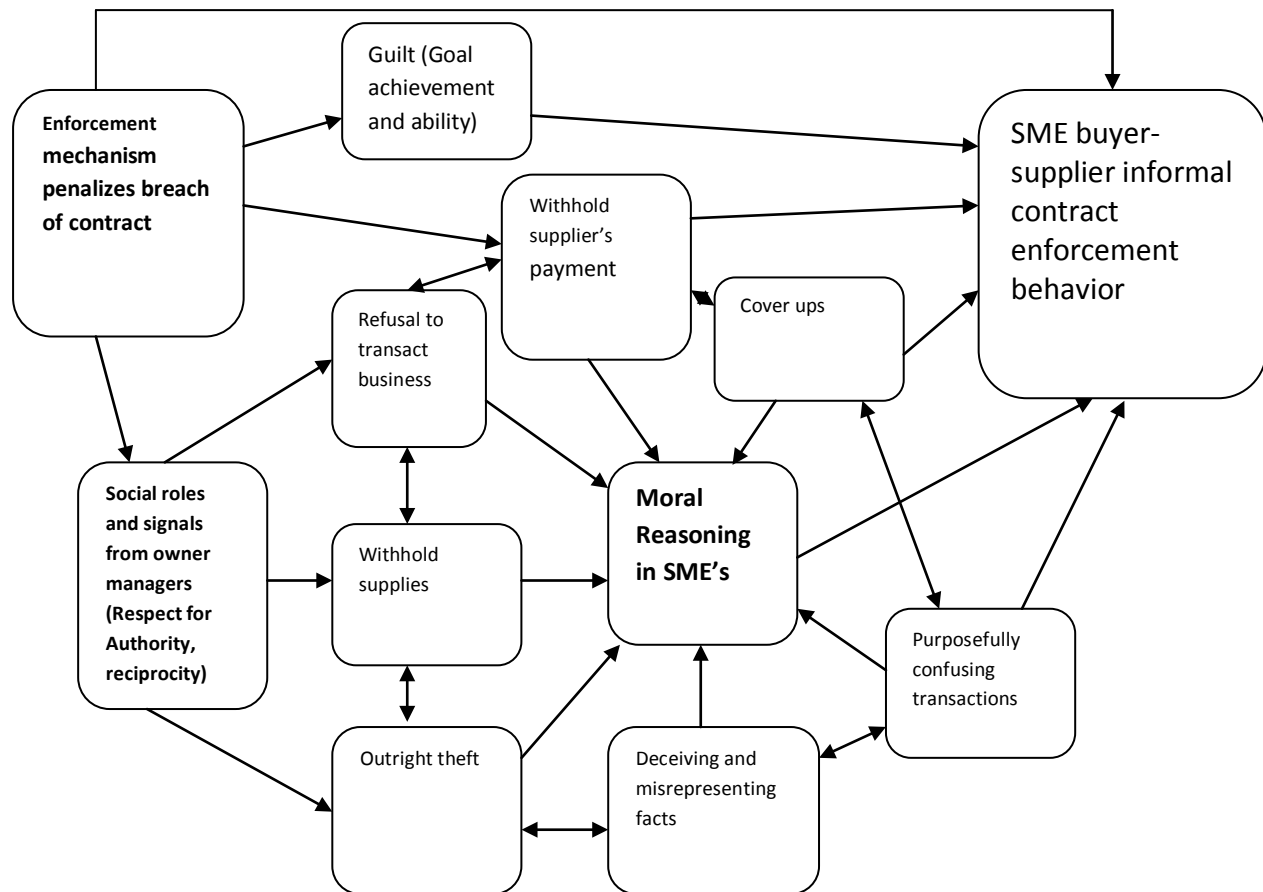 Guilt (Goal
achievement
and ability)
Enforcement
mechanism
penalizes breach
of contract
SME buyer-
supplier informal
contract
enforcement
behavior
Withhold
supplier’s
payment
Cover ups
Refusal to
transact
business
Social roles
and signals
from owner
managers
(Respect for
Authority,
reciprocity)
Moral
Reasoning
in SME’s
Withhold
supplies
Purposefully
confusing
transactions
Outright theft
Deceiving and
misrepresenting
facts